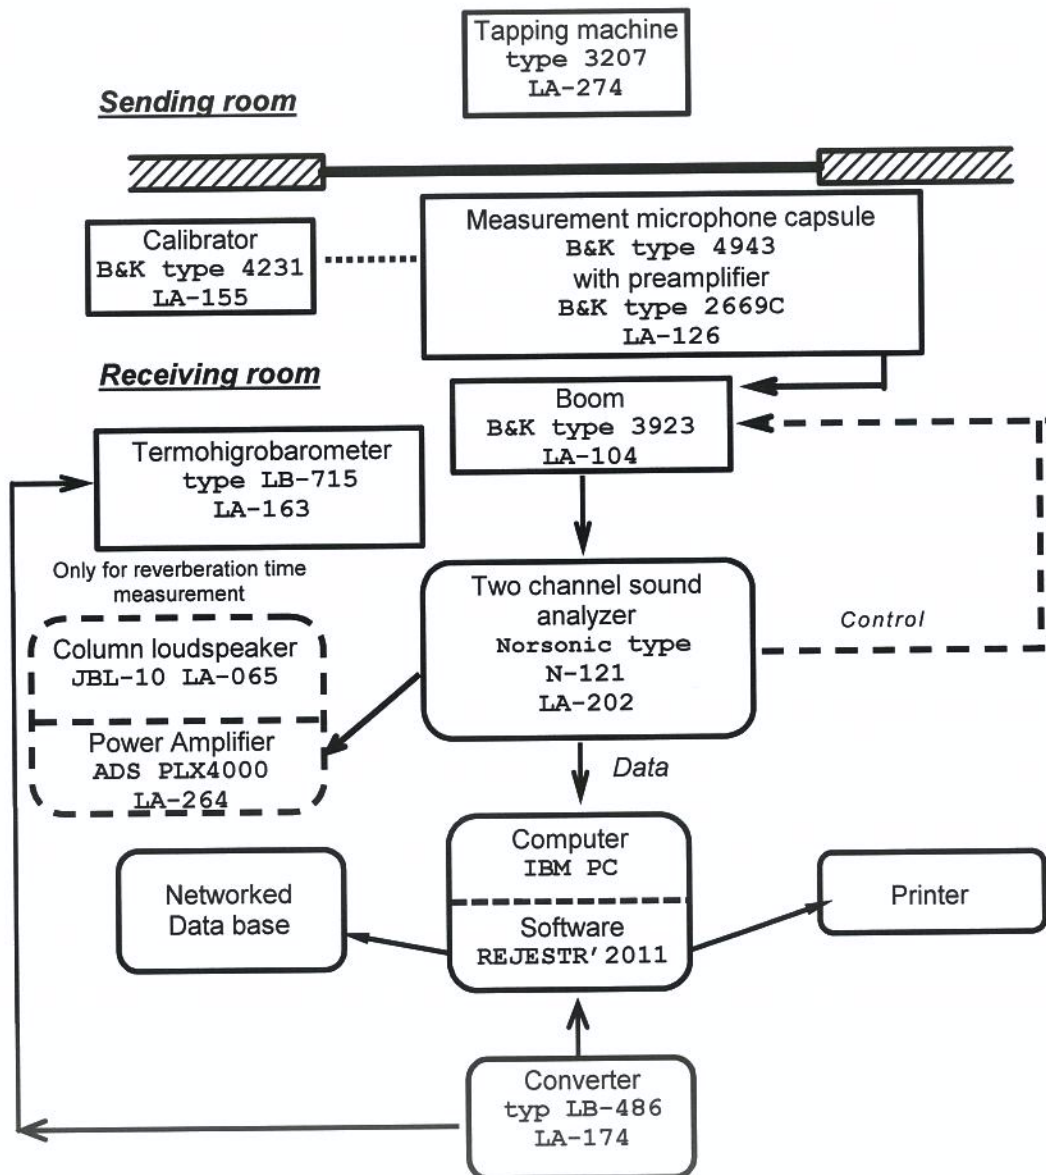 Tapping machine
type 3207
LA-274
Sending room
Measurement microphone capsule
B&K type 4943
with preamplifier
B&K type 2669C
LA-126
Calibrator
B&K type 4231
LA-155
Receiving room
Boom
B&K type 3923
LA-104
Termohigrobarometer
type LB-715
LA-163
Only for reverberation time
measurement
Two channel sound
analyzer
Norsonic type
N-121
LA-202
Control
Column loudspeaker
JBL-10 LA-065
Power Amplifier
ADS PLX4000
LA-264
Data
Computer
IBM PC
Software
REJESTR'2011
Networked
Data base
Printer
Converter
typ LB-486
LA-174